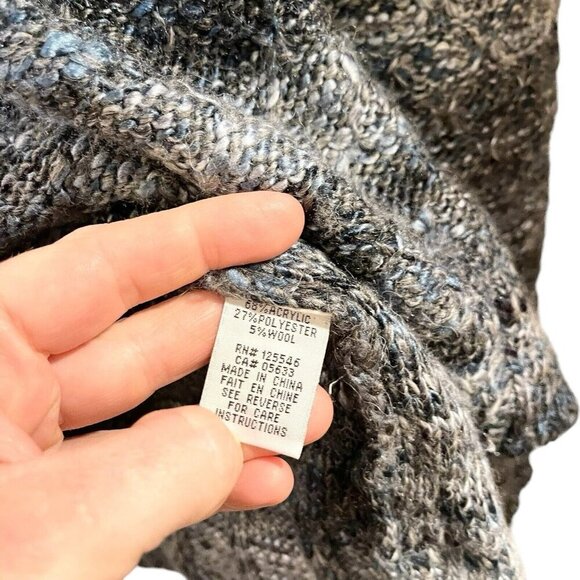 68% ACRYLIC
27% POLYESTER
5% WOOL
RN# 125546
CA# 05633
MADE IN CHINA
FAIT EN CHINE
SEE REVERSE
FOR CARE
INSTRUCTIONS